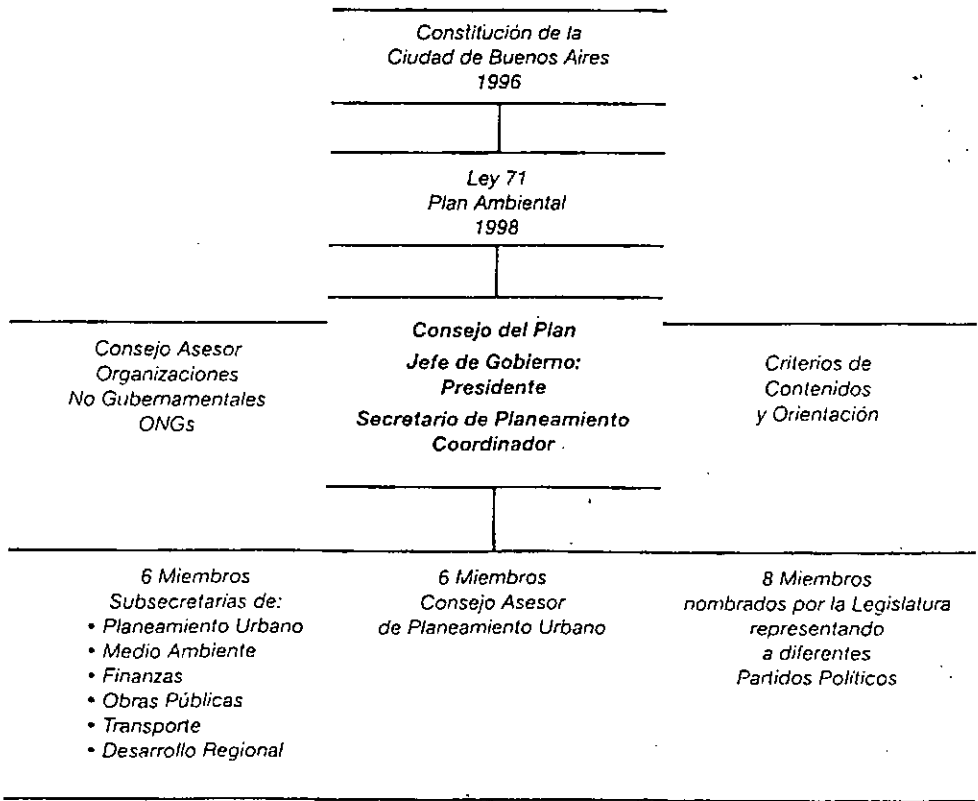 Constitución de la
Ciudad de Buenos Aires
1996
Ley 71
Plan Ambiental
1998
Consejo Asesor
Organizaciones
No Gubernamentales
ONGs
Consejo del Plan
Jefe de Gobierno:
Presidente
Secretario de Planeamiento
Coordinador
Criterios de
Contenidos
y Orientación
6 Miembros
Subsecretarias de:
• Planeamiento Urbano
• Medio Ambiente
• Finanzas
• Obras Públicas
• Transporte
• Desarrollo Regional
6 Miembros
Consejo Asesor
de Planeamiento Urbano
8 Miembros
nombrados por la Legislatura
representando
a diferentes
Partidos Políticos